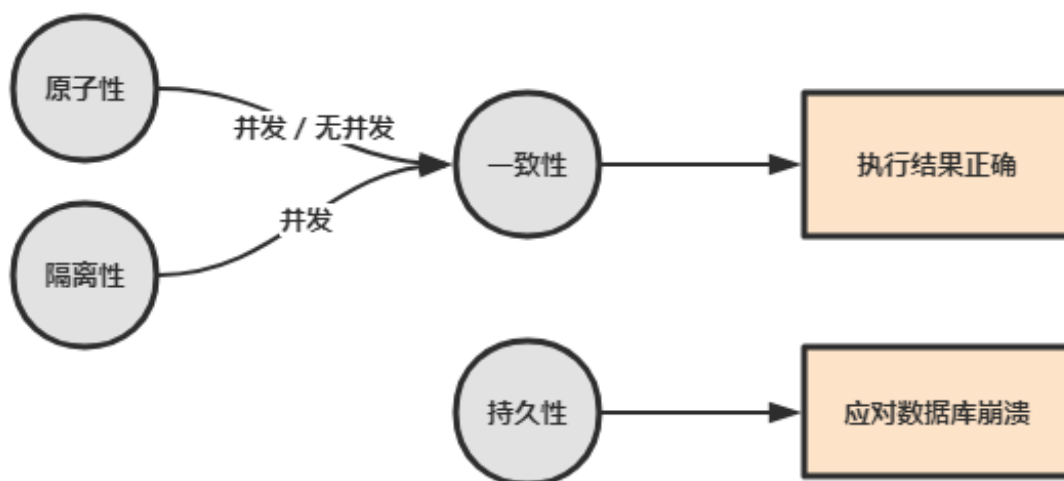 原子性
并发 / 无并发
一致性
执行结果正确
并发
隔离性
持久性
应对数据库崩溃